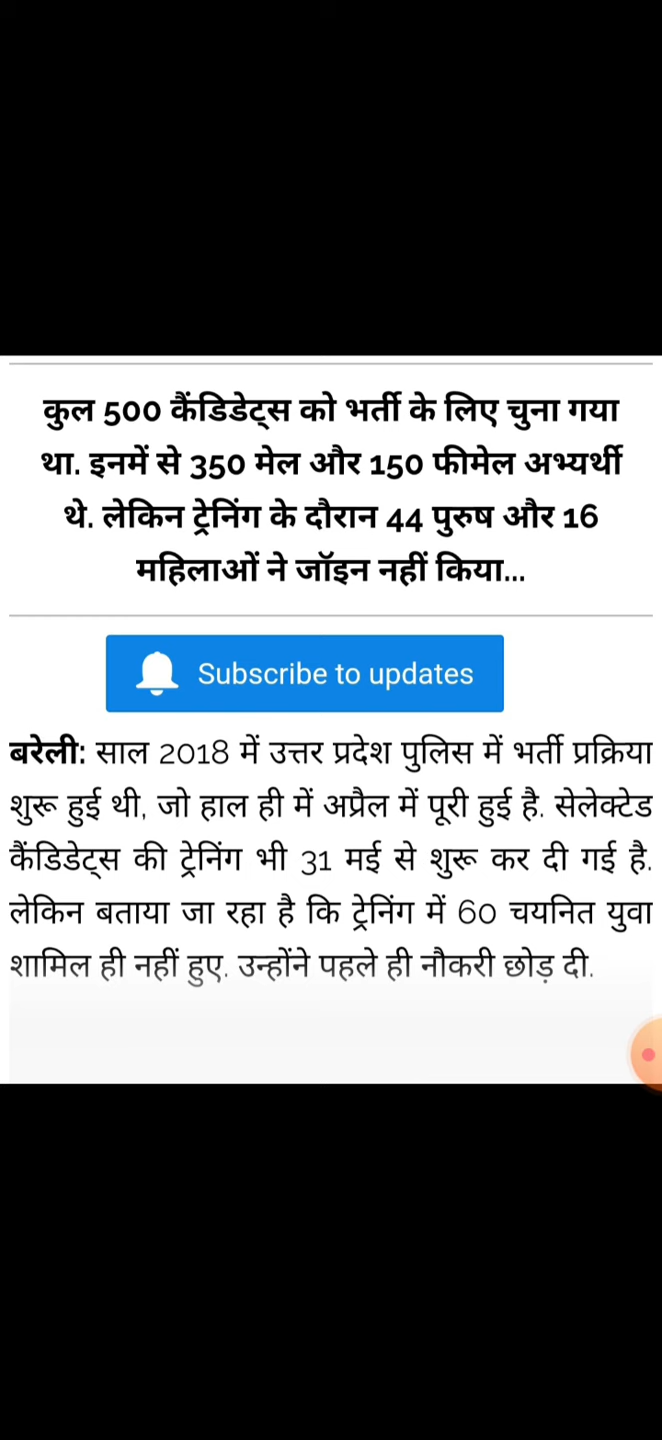 कुल 500 कैंडिडेट्स को भर्ती के लिए चुना गया
था. इनमें से 350 मेल और 150 फीमेल अभ्यर्थी
थे. लेकिन ट्रेनिंग के दौरान 44 पुरुष और 16
महिलाओं ने जॉइन नहीं किया...
Subscribe to updates
बरेली: साल 2018 में उत्तर प्रदेश पुलिस में भर्ती प्रक्रिया
शुरू हुई थी, जो हाल ही में अप्रैल में पूरी हुई है. सेलेक्टेड
कैंडिडेट्स की ट्रेनिंग भी 31 मई से शुरू कर दी गई है.
लेकिन बताया जा रहा है कि ट्रेनिंग में 60 चयनित युवा
शामिल ही नहीं हुए. उन्होंने पहले ही नौकरी छोड़ दी.